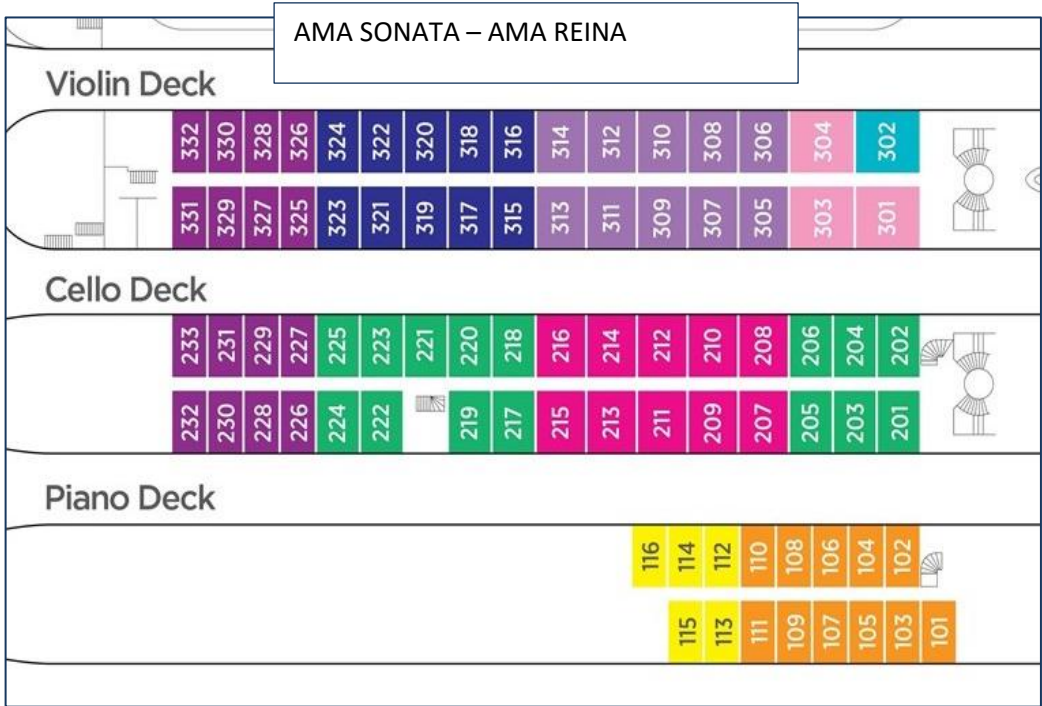 AMA SONATA – AMA REINA
Violin Deck
332 330 328 326 324 322 320 318 316 314 312 310 308 306 304 302
331 329 327 325 323 321 319 317 315 313 311 309 307 305 303 301
Cello Deck
233 231 229 227 225 223 221 220 218 216 214 212 210 208 206 204 202
232 230 228 226 224 222 219 217 215 213 211 209 207 205 203 201
Piano Deck
116 114 112 110 108 106 104 102
115 113 111 109 107 105 103 101